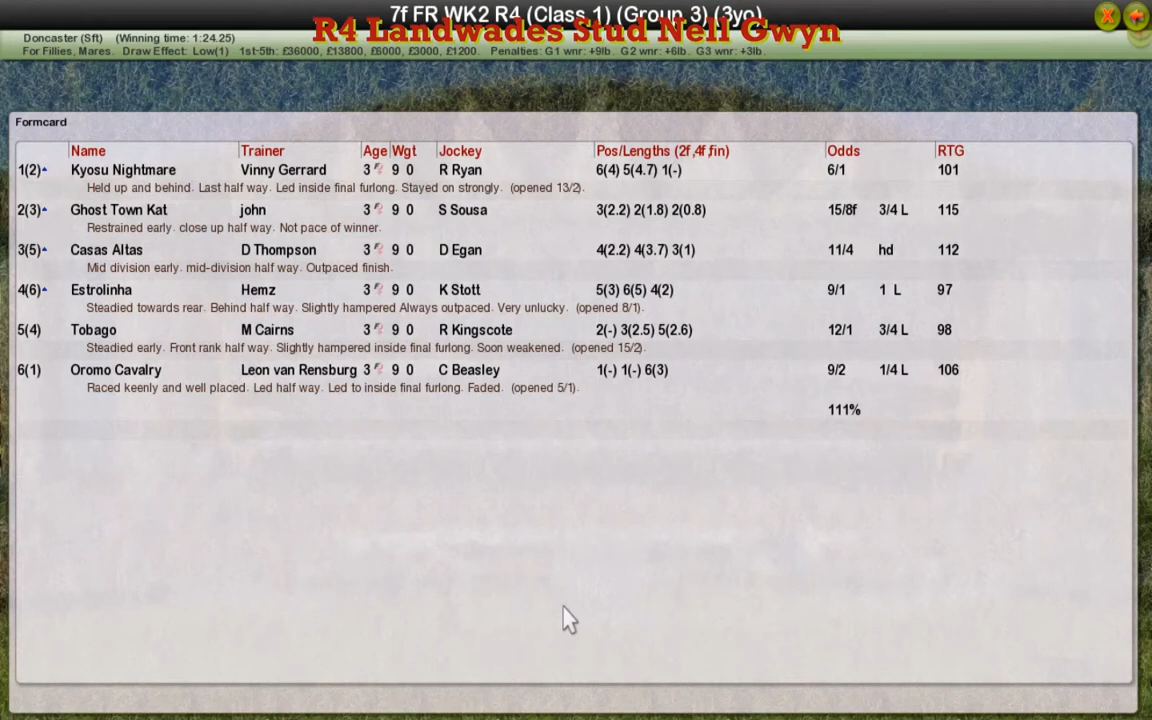 7f FR WK2 R4 (Class 1) (Group 3) (3yo)
R4 Landwades Stud Nell Gwyn
Doncaster (Sft) (Winning time: 1:24.25)
For Fillies, Mares. Draw Effect: Low(1) 1st-5th: £36000, £13800, £6000, £3000, £1200. Penalties: G1 wnr: +9lb. G2 wnr: +6lb. G3 wnr: +3lb.
Formcard
Name Trainer Age Wgt Jockey Pos/Lengths (2f,4f,fin) Odds RTG
1(2) Kyosu Nightmare Vinny Gerrard 3 9 0 R Ryan 6(4) 5(4.7) 1(-) 6/1 101
Held up and behind. Last half way. Led inside final furlong. Stayed on strongly. (opened 13/2).
2(3) Ghost Town Kat john 3 9 0 S Sousa 3(2.2) 2(1.8) 2(0.8) 15/8f 3/4 L 115
Restrained early. close up half way. Not pace of winner.
3(5) Casas Altas D Thompson 3 9 0 D Egan 4(2.2) 4(3.7) 3(1) 11/4 hd 112
Mid division early. mid-division half way. Outpaced finish.
4(6) Estrolinha Hemz 3 9 0 K Stott 5(3) 6(5) 4(2) 9/1 1 L 97
Steadied towards rear. Behind half way. Slightly hampered Always outpaced. Very unlucky. (opened 8/1).
5(4) Tobago M Cairns 3 9 0 R Kingscote 2(-) 3(2.5) 5(2.6) 12/1 3/4 L 98
Steadied early. Front rank half way. Slightly hampered inside final furlong. Soon weakened. (opened 15/2).
6(1) Oromo Cavalry Leon van Rensburg 3 9 0 C Beasley 1(-) 1(-) 6(3) 9/2 1/4 L 106
Raced keenly and well placed. Led half way. Led to inside final furlong. Faded. (opened 5/1).
111%